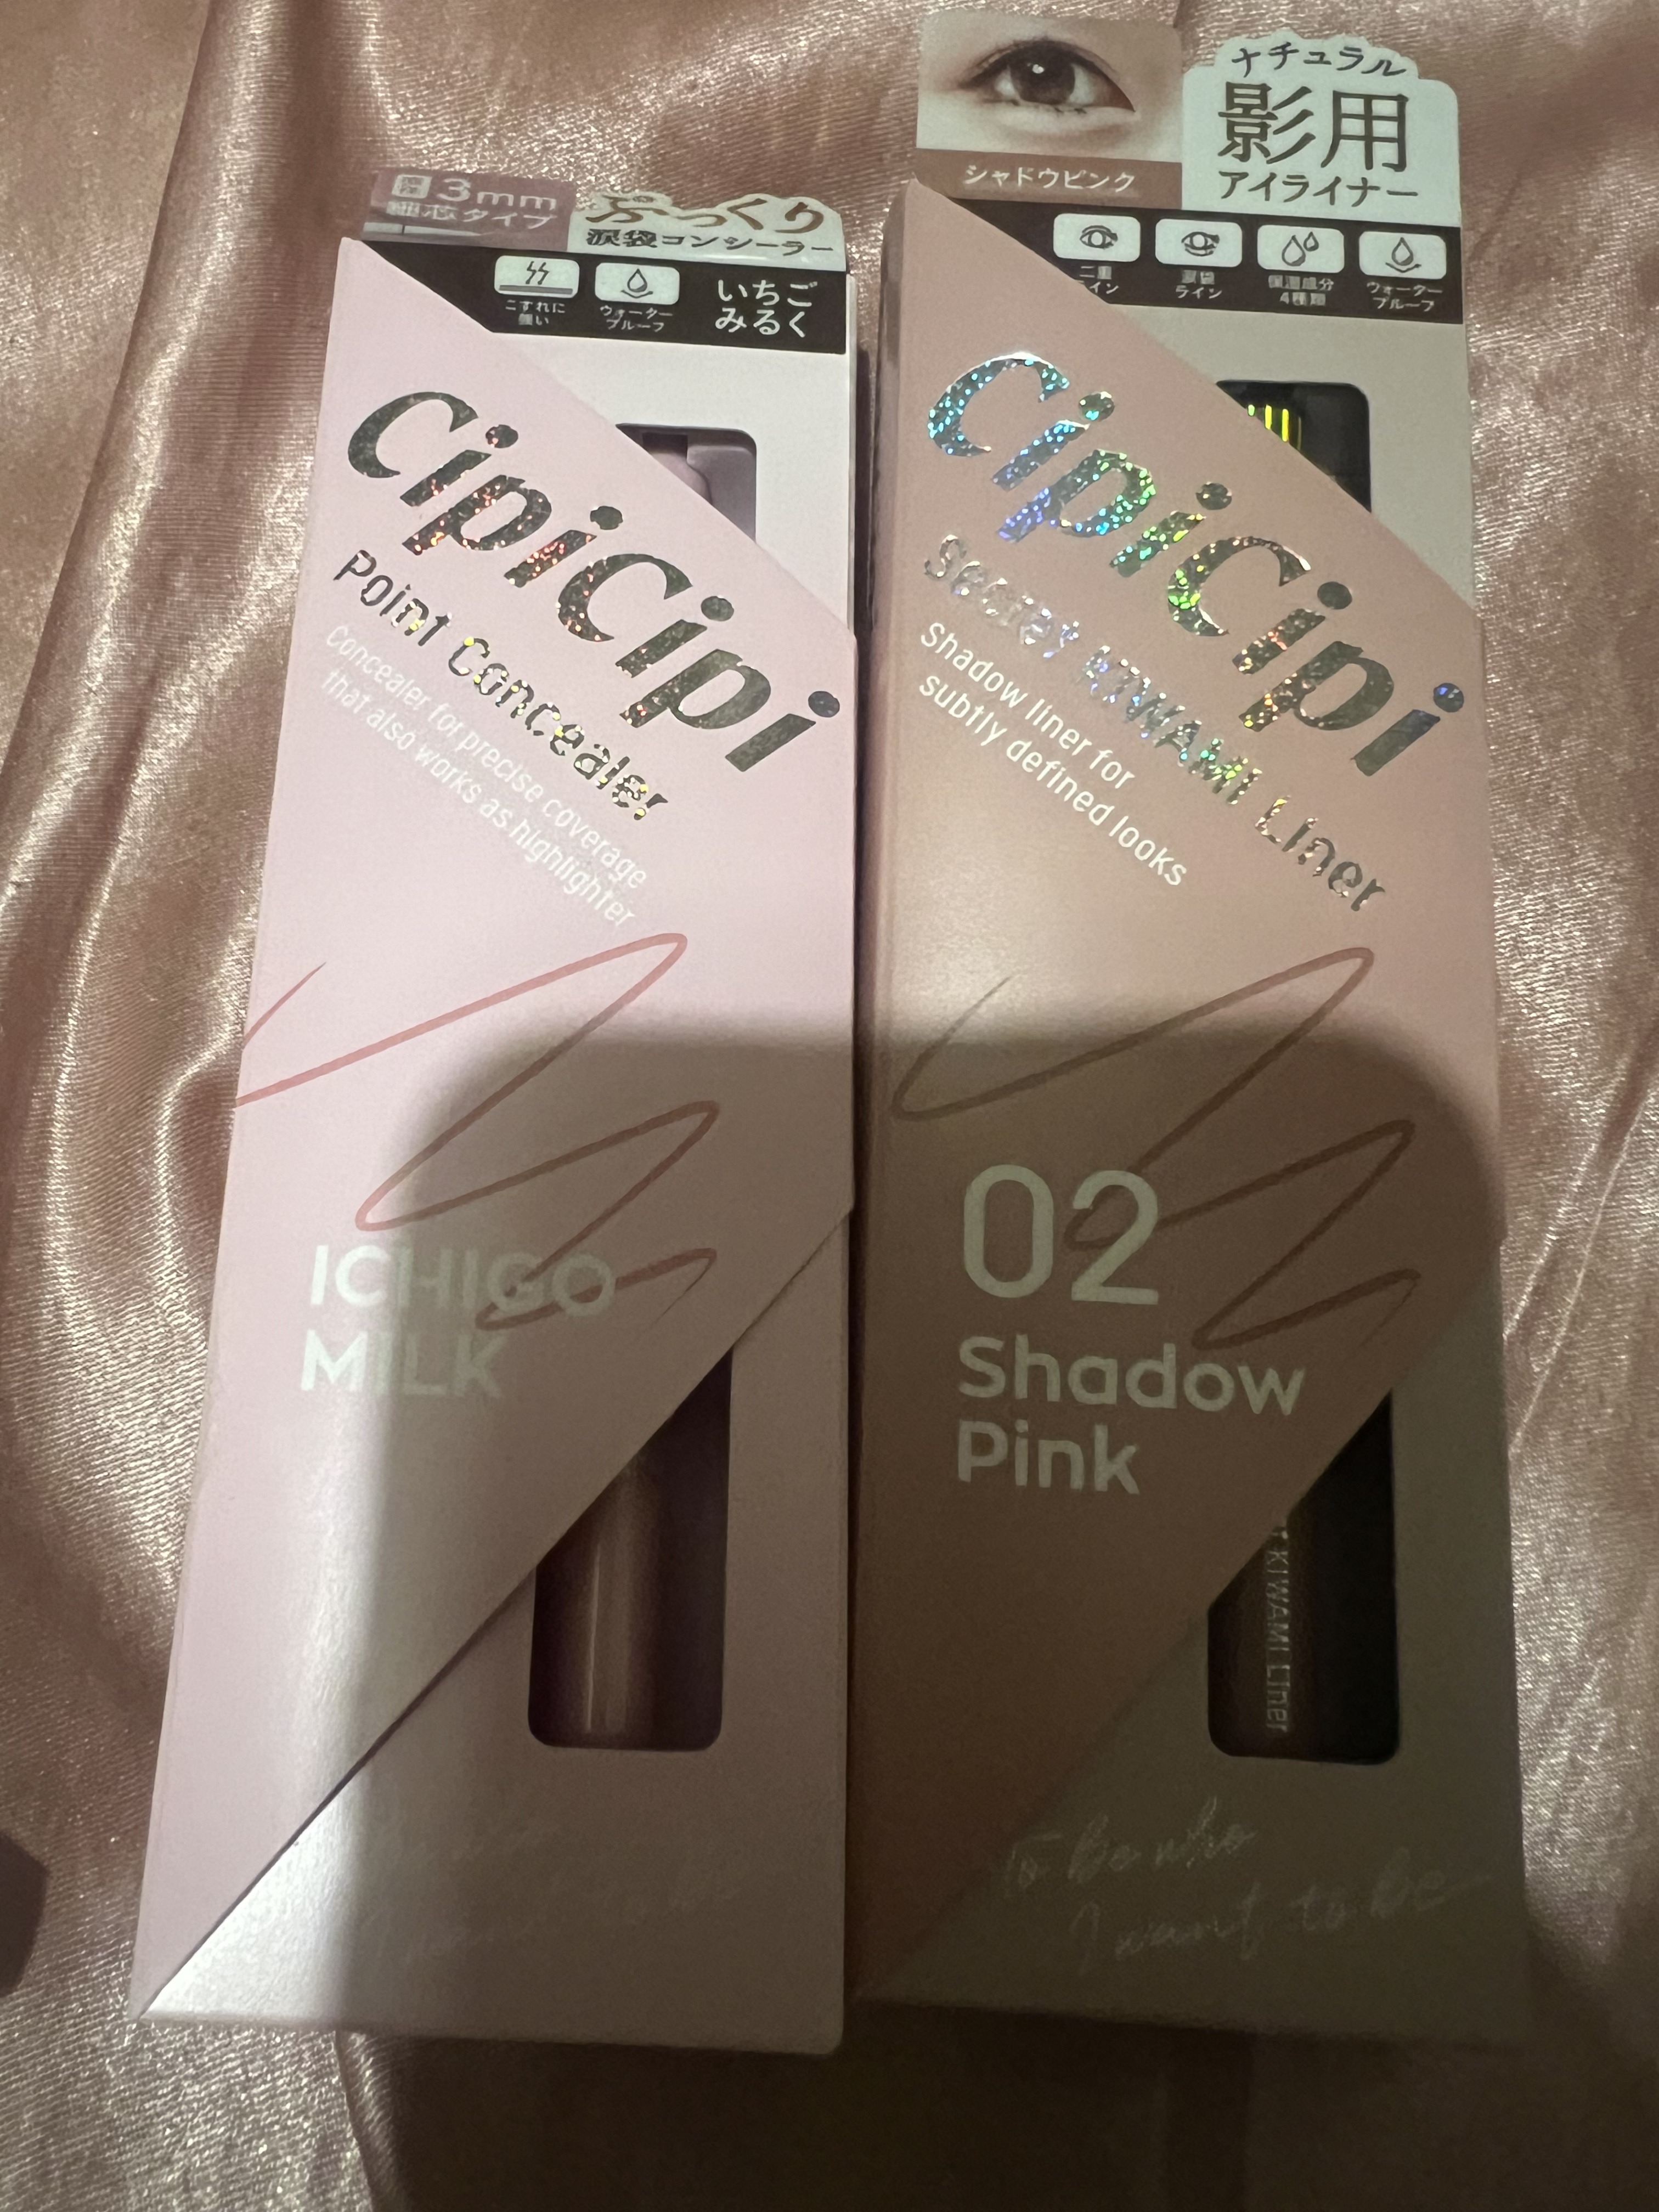 3mm
細芯タイプ
ぷっくり
涙袋コンシーラー
こすれに
強い
ウォーター
プルーフ
いちご
みるく
CipiCipi
Point Concealer
Concealer for precise coverage
that also works as highlighter
ICHIGO
MILK
シャドウピンク
ナチュラル
影用
アイライナー
二重
ライン
涙袋
ライン
保湿成分
4種類
ウォーター
プルーフ
CipiCipi
Secret KIWAMI Liner
Shadow liner for
subtly defined looks
02
Shadow
Pink
KIWAMI Liner
To be who
I want to be